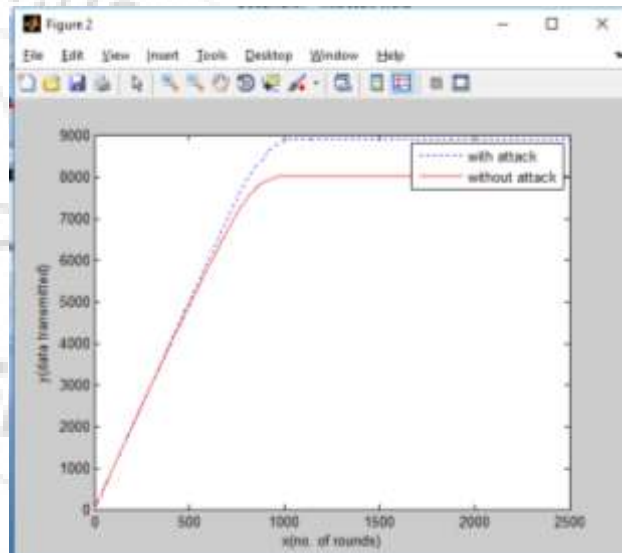 Figure 2
File Edit View Insert Tools Desktop Window Help
9000
8000
7000
6000
5000
4000
3000
2000
1000
0
y(data transmitted)
with attack
without attack
0 500 1000 1500 2000 2500
x(no. of rounds)